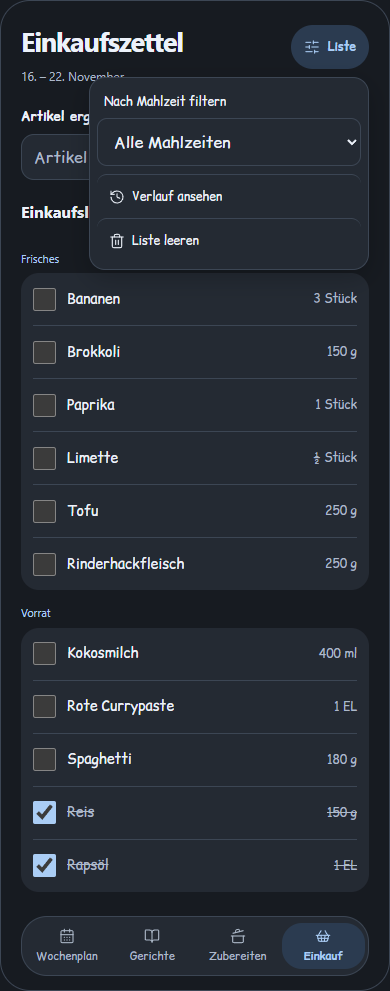 Einkaufszettel
Liste
16. – 22. November
Nach Mahlzeit filtern
Artikel erg
Alle Mahlzeiten
Artikel
Verlauf ansehen
Einkaufsl
Liste leeren
Frisches
Bananen 3 Stück
Brokkoli 150 g
Paprika 1 Stück
Limette ½ Stück
Tofu 250 g
Rinderhackfleisch 250 g
Vorrat
Kokosmilch 400 ml
Rote Currypaste 1 EL
Spaghetti 180 g
Reis 150 g
Rapsöl 1 EL
Wochenplan Gerichte Zubereiten Einkauf